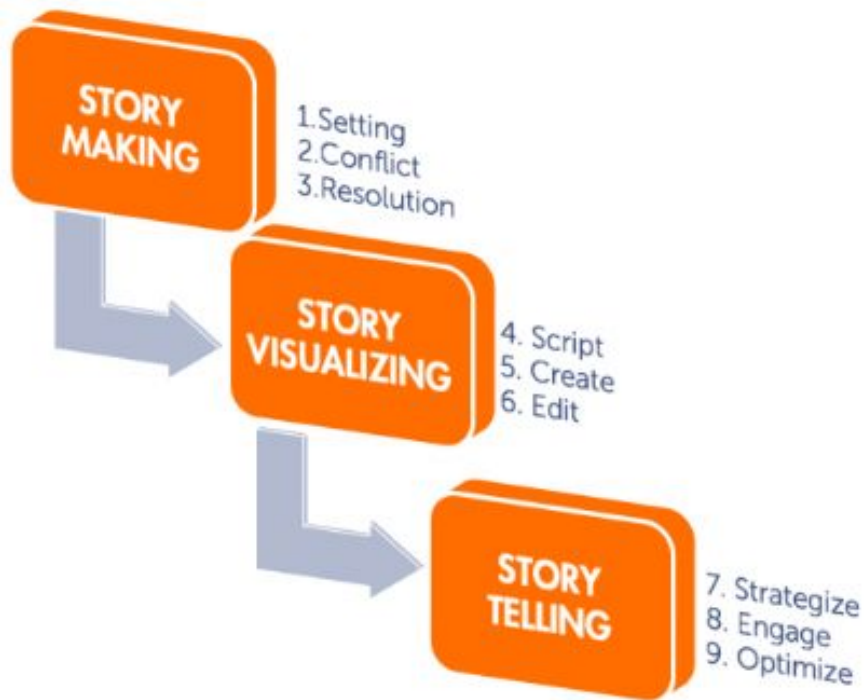 STORY
MAKING
1.Setting
2.Conflict
3.Resolution
STORY
VISUALIZING
4. Script
5. Create
6. Edit
STORY
TELLING
7. Strategize
8. Engage
9. Optimize